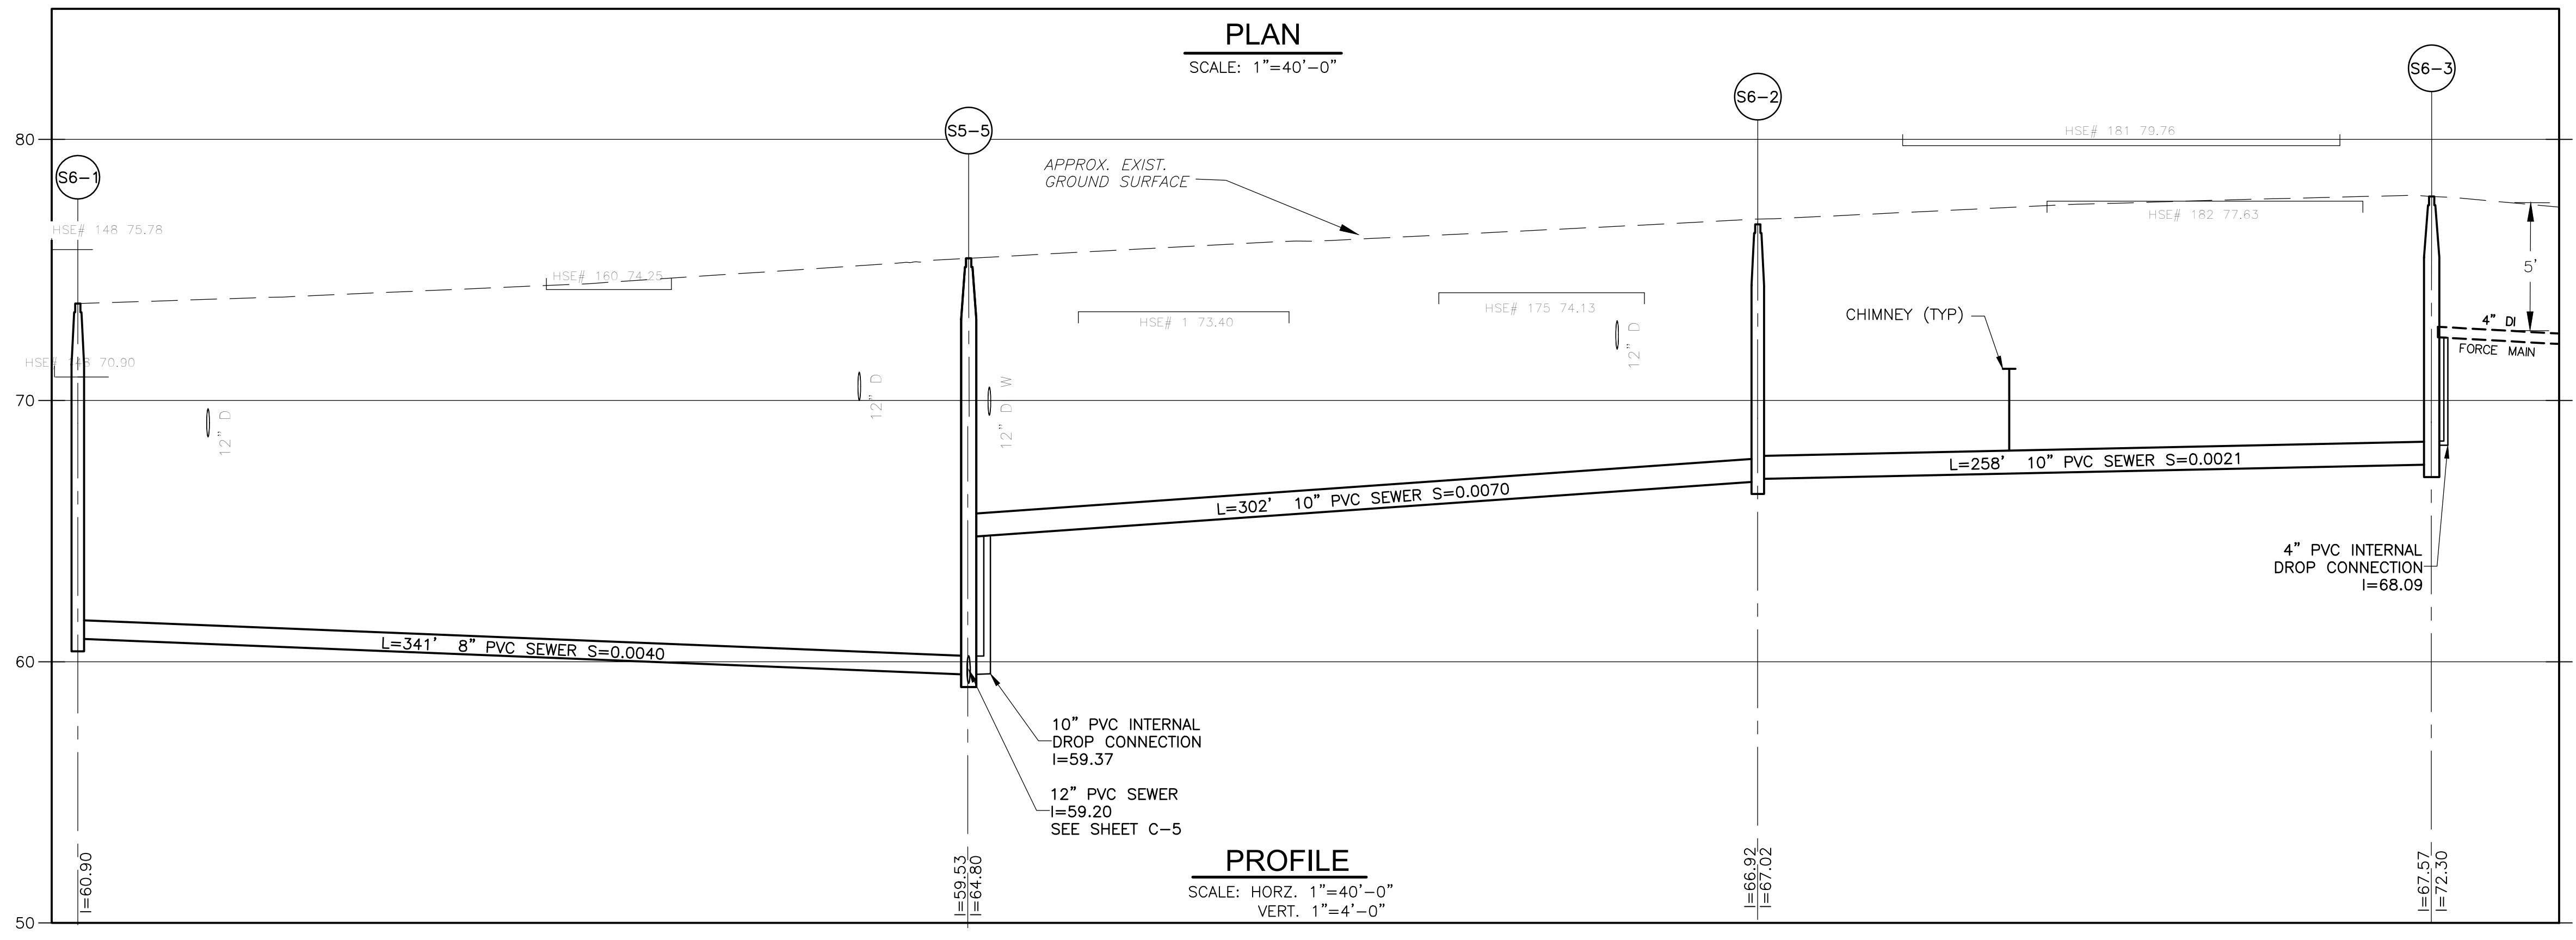 PLAN
SCALE: 1”=40’-0”
S6-1
S5-5
S6-2
S6-3
80
70
60
50
HSE# 148 75.78
HSE# 148 70.90
HSE# 160 74.25
APPROX. EXIST.
GROUND SURFACE
HSE# 1 73.40
HSE# 175 74.13
HSE# 181 79.76
HSE# 182 77.63
12” D
12” D
12” D W
12” D
CHIMNEY (TYP)
5’
4” DI
FORCE MAIN
L=341’ 8” PVC SEWER S=0.0040
L=302’ 10” PVC SEWER S=0.0070
L=258’ 10” PVC SEWER S=0.0021
4” PVC INTERNAL
DROP CONNECTION
I=68.09
10” PVC INTERNAL
DROP CONNECTION
I=59.37
12” PVC SEWER
I=59.20
SEE SHEET C-5
I=60.90
I=59.53
I=64.80
I=66.92
I=67.02
I=67.57
I=72.30
PROFILE
SCALE: HORZ. 1”=40’-0”
VERT. 1”=4’-0”